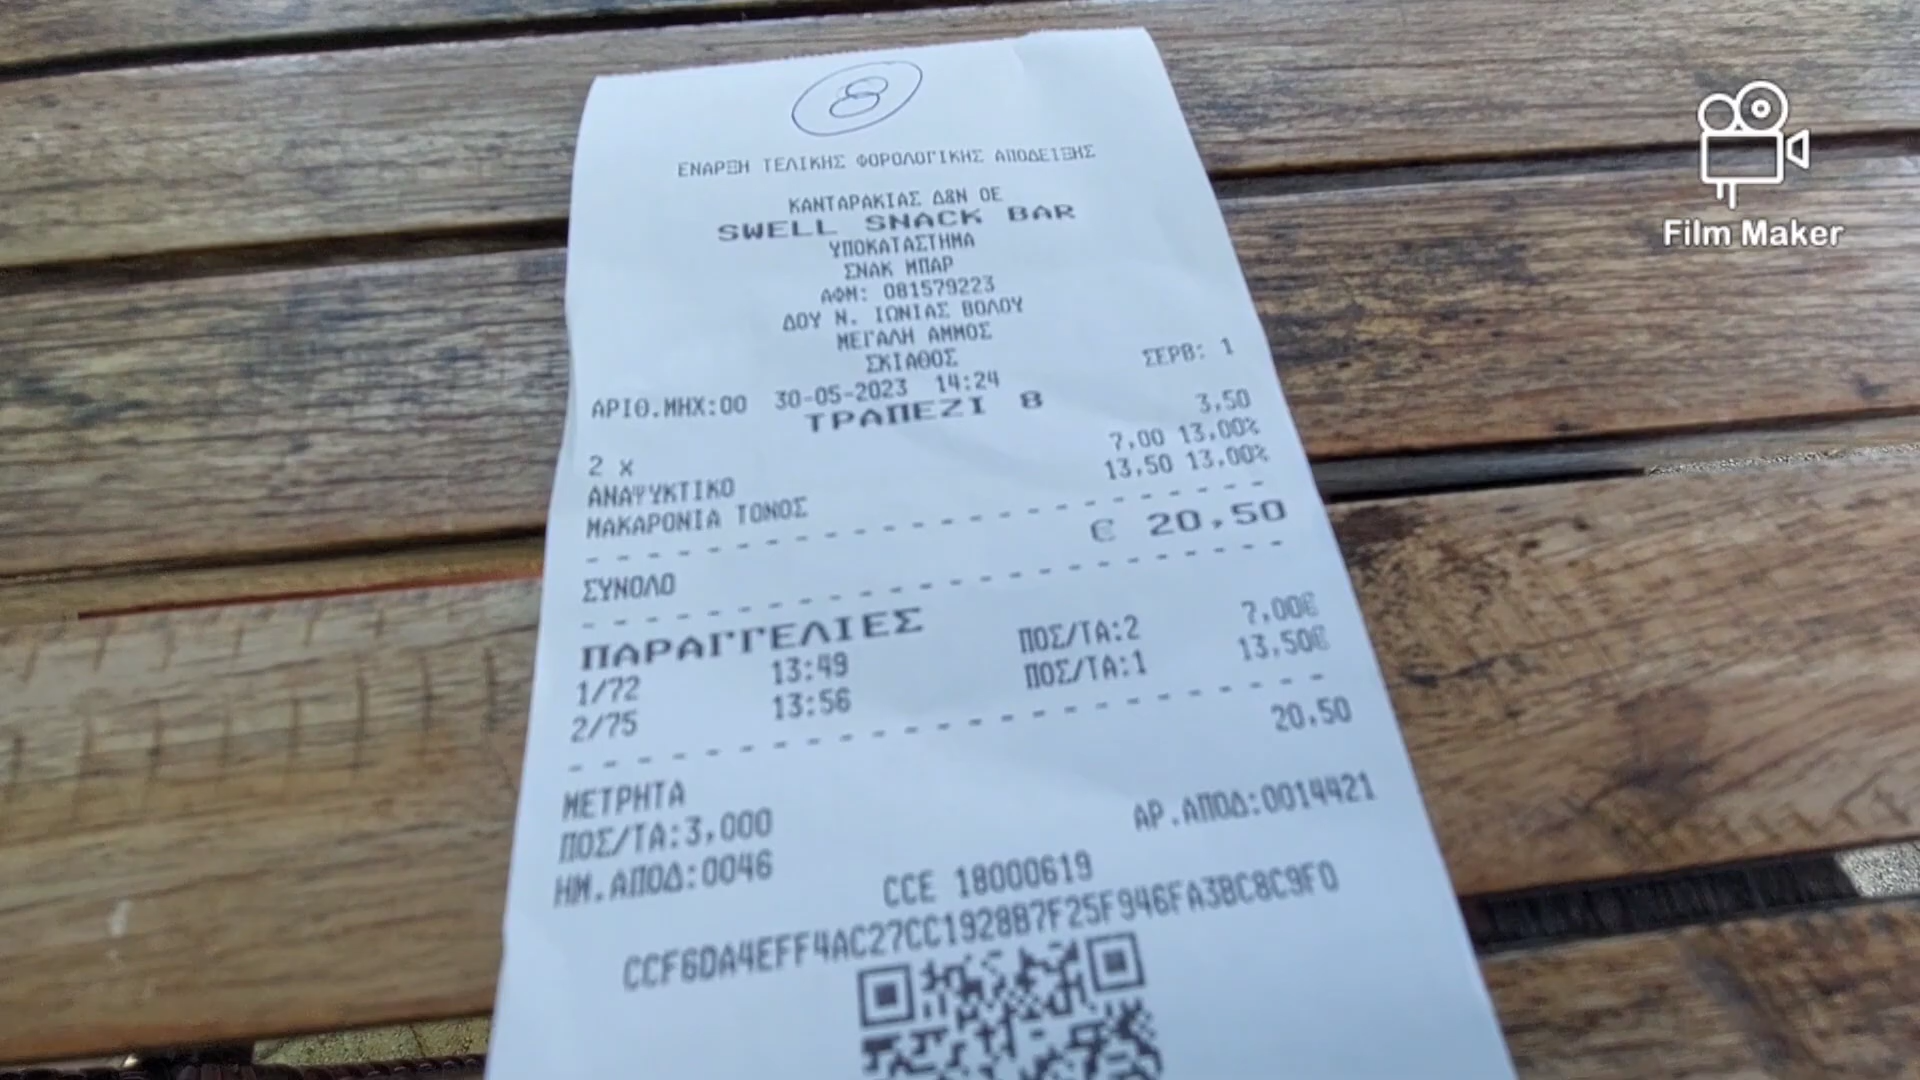 8
ΕΝΑΡΞΗ ΤΕΛΙΚΗΣ ΦΟΡΟΛΟΓΙΚΗΣ ΑΠΟΔΕΙΞΗΣ
ΚΑΝΤΑΡΑΚΙΑΣ Δ&Ν ΟΕ
SWELL SNACK BAR
ΥΠΟΚΑΤΑΣΤΗΜΑ
ΣΝΑΚ ΜΠΑΡ
ΑΦΜ: 081579223
ΔΟΥ Ν. ΙΩΝΙΑΣ ΒΟΛΟΥ
ΜΕΓΑΛΗ ΑΜΜΟΣ
ΣΚΙΑΘΟΣ
ΑΡΙΘ.ΜΗΧ:00 30-05-2023 14:24 ΣΕΡΒ: 1
ΤΡΑΠΕΖΙ 8
2 x 3,50
ΑΝΑΨΥΚΤΙΚΟ 7,00 13,00%
ΜΑΚΑΡΟΝΙΑ ΤΟΝΟΣ 13,50 13,00%
ΣΥΝΟΛΟ € 20,50
ΠΑΡΑΓΓΕΛΙΕΣ
1/72 13:49 ΠΟΣ/ΤΑ:2 7,00€
2/75 13:56 ΠΟΣ/ΤΑ:1 13,50€
ΜΕΤΡΗΤΑ 20,50
ΠΟΣ/ΤΑ:3,000
ΗΜ.ΑΠΟΔ:0046 ΑΡ.ΑΠΟΔ:0014421
CCE 18000619
CCF6DA4EFF4AC27CC1928B7F25F946FA3BC8C9F0
Film Maker